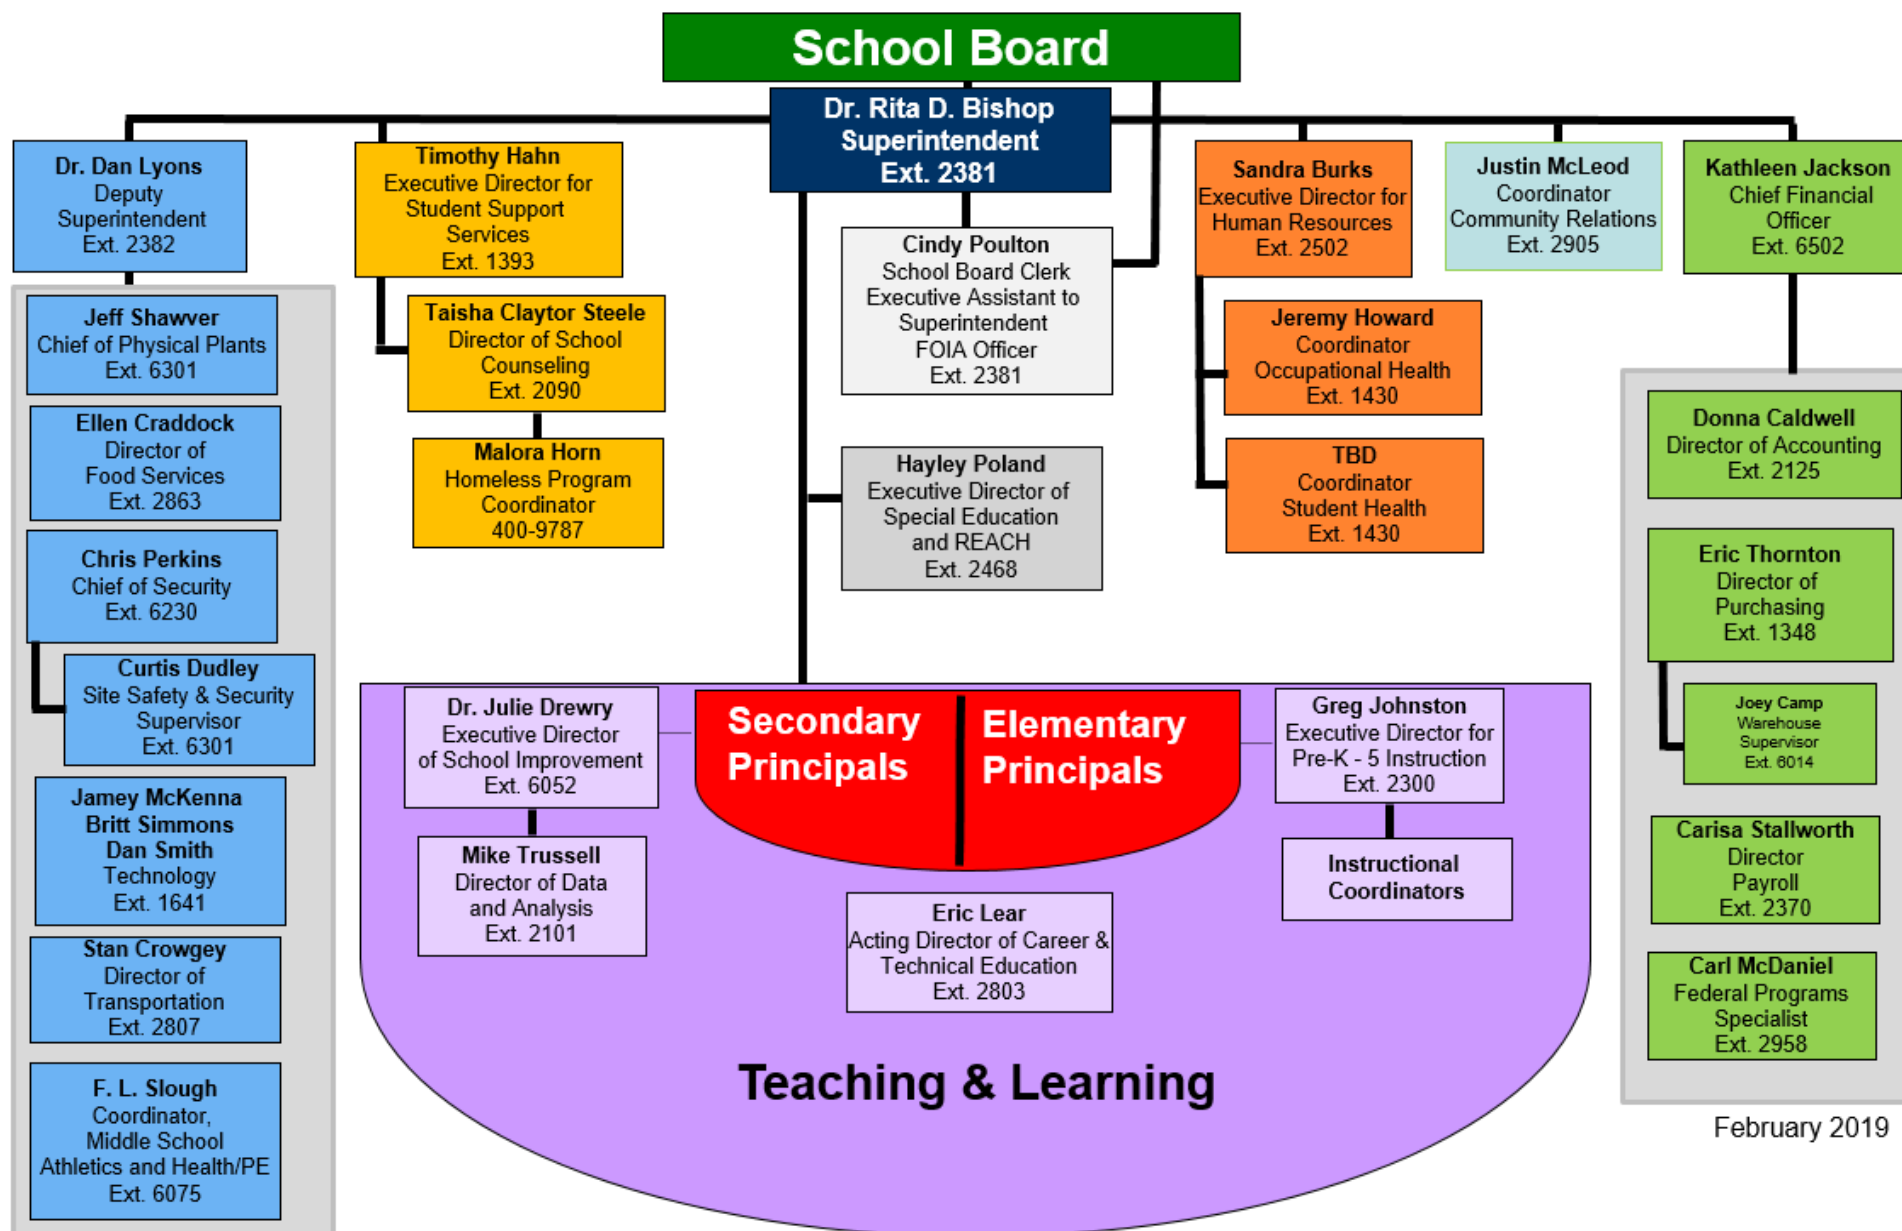 School Board
Dr. Rita D. Bishop
Superintendent
Ext. 2381
Dr. Dan Lyons
Deputy
Superintendent
Ext. 2382
Jeff Shawver
Chief of Physical Plants
Ext. 6301
Ellen Craddock
Director of
Food Services
Ext. 2863
Chris Perkins
Chief of Security
Ext. 6230
Curtis Dudley
Site Safety & Security
Supervisor
Ext. 6301
Jamey McKenna
Britt Simmons
Dan Smith
Technology
Ext. 1641
Stan Crowgey
Director of
Transportation
Ext. 2807
F. L. Slough
Coordinator,
Middle School
Athletics and Health/PE
Ext. 6075
Timothy Hahn
Executive Director for
Student Support
Services
Ext. 1393
Taisha Claytor Steele
Director of School
Counseling
Ext. 2090
Malora Horn
Homeless Program
Coordinator
400-9787
Cindy Poulton
School Board Clerk
Executive Assistant to
Superintendent
FOIA Officer
Ext. 2381
Hayley Poland
Executive Director of
Special Education
and REACH
Ext. 2468
Sandra Burks
Executive Director for
Human Resources
Ext. 2502
Jeremy Howard
Coordinator
Occupational Health
Ext. 1430
TBD
Coordinator
Student Health
Ext. 1430
Justin McLeod
Coordinator
Community Relations
Ext. 2905
Kathleen Jackson
Chief Financial
Officer
Ext. 6502
Donna Caldwell
Director of Accounting
Ext. 2125
Eric Thornton
Director of
Purchasing
Ext. 1348
Joey Camp
Warehouse
Supervisor
Ext. 6014
Carisa Stallworth
Director
Payroll
Ext. 2370
Carl McDaniel
Federal Programs
Specialist
Ext. 2958
Dr. Julie Drewry
Executive Director
of School Improvement
Ext. 6052
Mike Trussell
Director of Data
and Analysis
Ext. 2101
Secondary
Principals
Elementary
Principals
Greg Johnston
Executive Director for
Pre-K - 5 Instruction
Ext. 2300
Instructional
Coordinators
Eric Lear
Acting Director of Career &
Technical Education
Ext. 2803
Teaching & Learning
February 2019